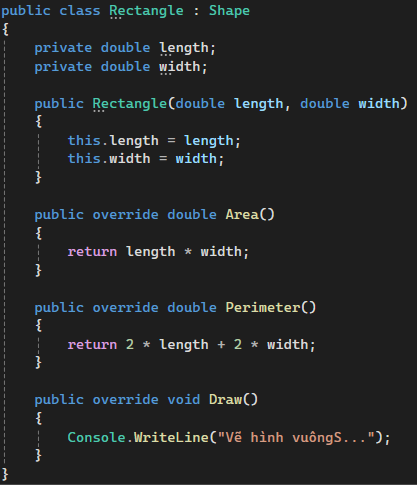 public class Rectangle : Shape
{
    private double length;
    private double width;

    public Rectangle(double length, double width)
    {
        this.length = length;
        this.width = width;
    }

    public override double Area()
    {
        return length * width;
    }

    public override double Perimeter()
    {
        return 2 * length + 2 * width;
    }

    public override void Draw()
    {
        Console.WriteLine("Vể hình vuôngS...");
    }
}